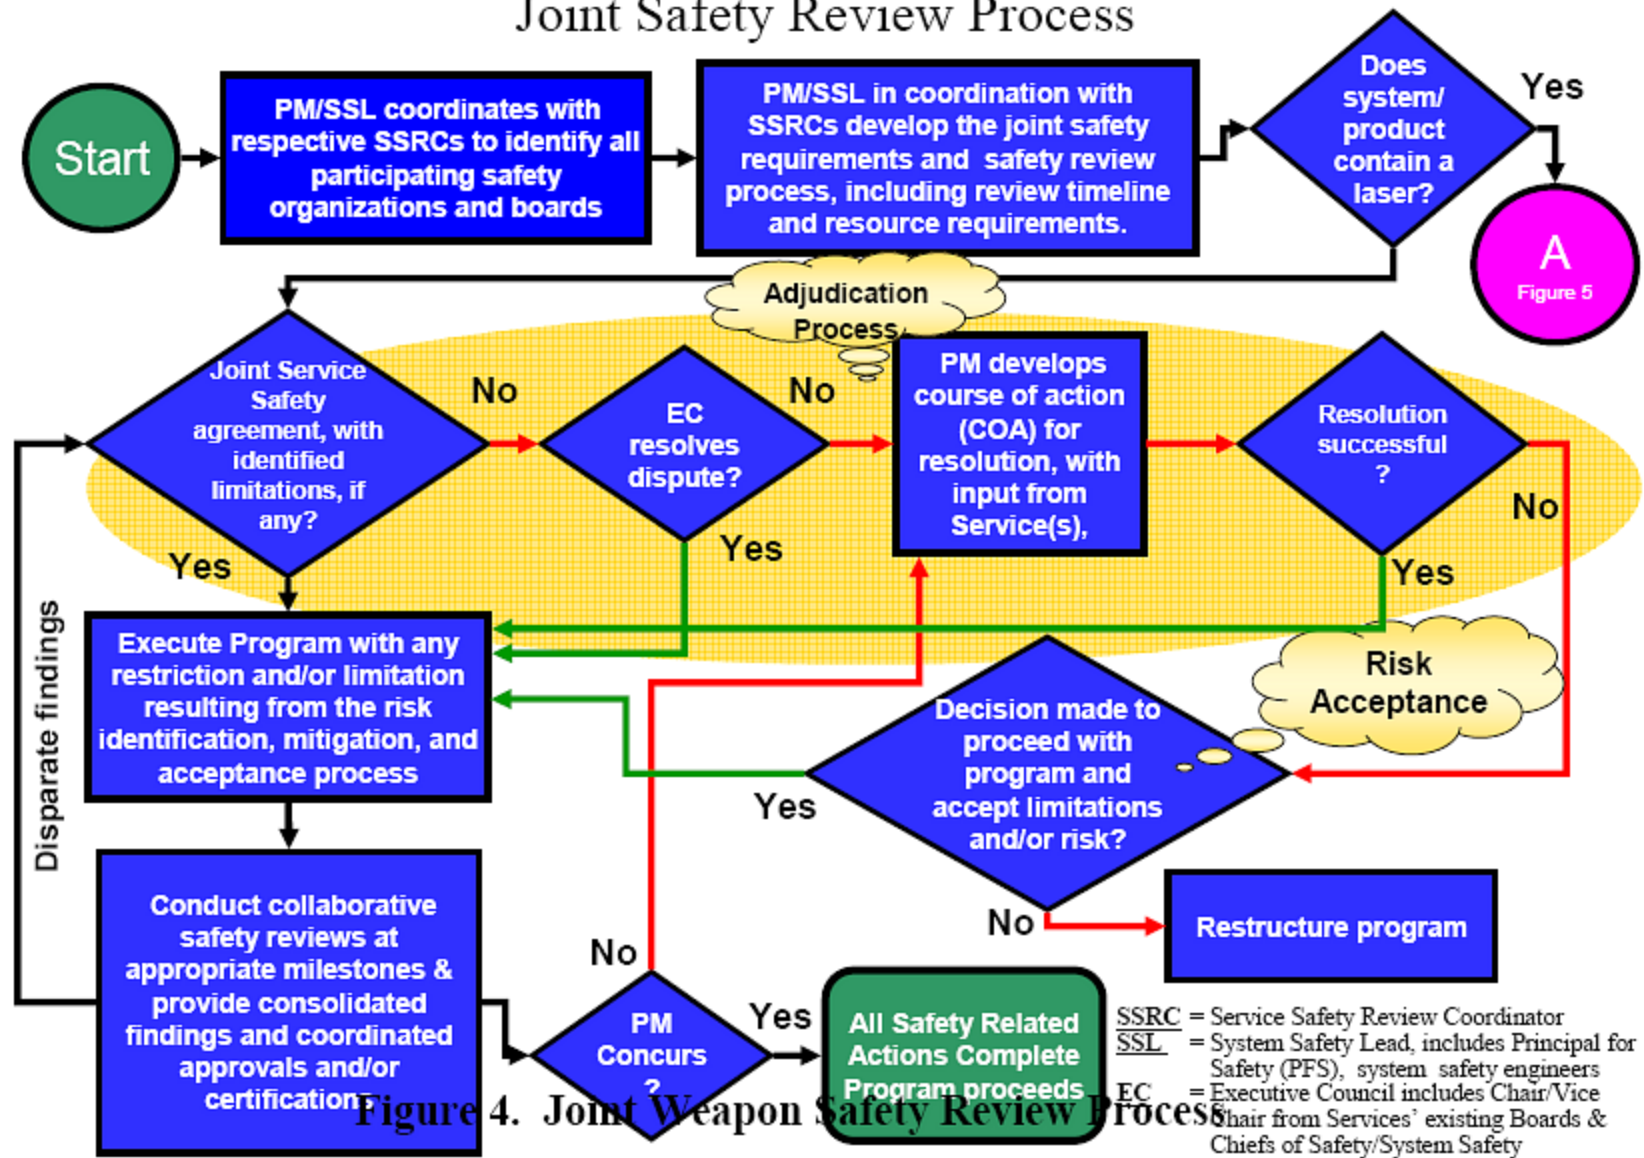 Joint Safety Review Process
Start
PM/SSL coordinates with
respective SSRCs to identify all
participating safety
organizations and boards
PM/SSL in coordination with
SSRCs develop the joint safety
requirements and safety review
process, including review timeline
and resource requirements.
Does
system/
product
contain a
laser?
Yes
A
Figure 5
Adjudication
Process
Joint Service
Safety
agreement, with
identified
limitations, if
any?
No
EC
resolves
dispute?
No
PM develops
course of action
(COA) for
resolution, with
input from
Service(s),
Resolution
successful
?
No
Yes
Yes
Yes
Disparate findings
Execute Program with any
restriction and/or limitation
resulting from the risk
identification, mitigation, and
acceptance process
Risk
Acceptance
Decision made to
proceed with
program and
accept limitations
and/or risk?
Yes
No
Restructure program
Conduct collaborative
safety reviews at
appropriate milestones &
provide consolidated
findings and coordinated
approvals and/or
certifications
No
PM
Concurs
?
Yes
All Safety Related
Actions Complete
Program proceeds
SSRC = Service Safety Review Coordinator
SSL = System Safety Lead, includes Principal for
Safety (PFS), system safety engineers
EC = Executive Council includes Chair/Vice
Chair from Services' existing Boards &
Chiefs of Safety/System Safety
Figure 4. Joint Weapon Safety Review Process